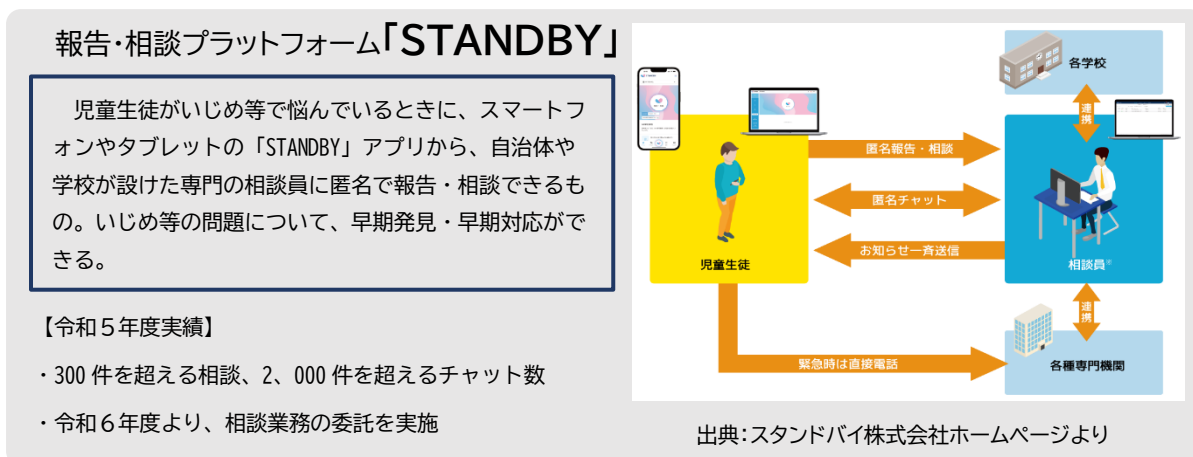 報告・相談プラットフォーム「STANDBY」
児童生徒がいじめ等で悩んでいるときに、スマートフ
ォンやタブレットの「STANDBY」アプリから、自治体や
学校が設けた専門の相談員に匿名で報告・相談できるも
の。いじめ等の問題について、早期発見・早期対応がで
きる。
【令和５年度実績】
・300 件を超える相談、2、000 件を超えるチャット数
・令和６年度より、相談業務の委託を実施
各学校
連携
匿名報告・相談
匿名チャット
お知らせ一斉送信
児童生徒
相談員※
連携
緊急時は直接電話
各種専門機関
出典：スタンドバイ株式会社ホームページより